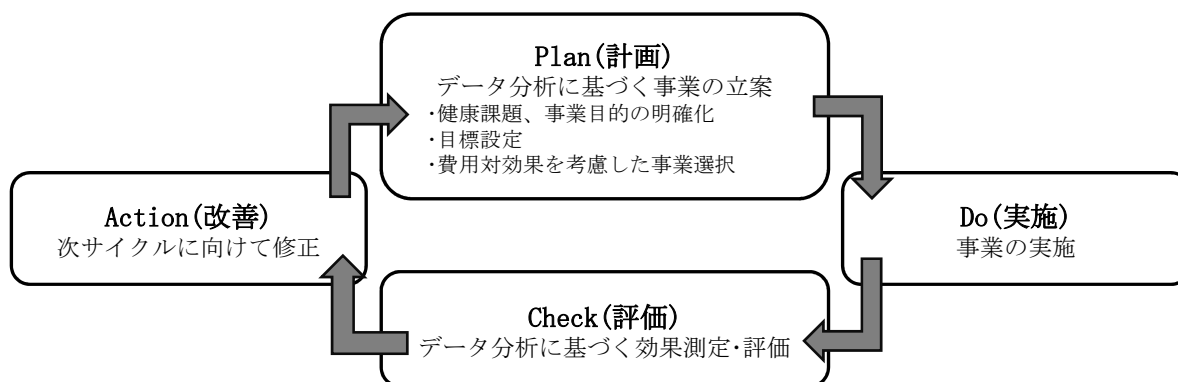 Plan(計画)
データ分析に基づく事業の立案
・健康課題、事業目的の明確化
・目標設定
・費用対効果を考慮した事業選択
Action(改善)
次サイクルに向けて修正
Do(実施)
事業の実施
Check(評価)
データ分析に基づく効果測定・評価